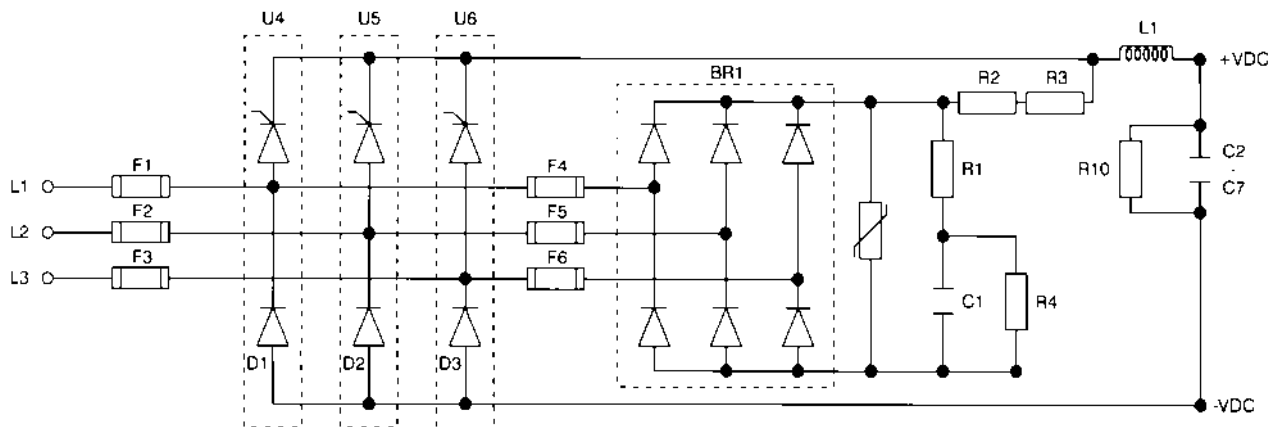 U4
U5
U6
L1
+VDC
BR1
R2
R3
F1
F4
R1
R10
C2
C7
L1
F2
F5
L2
F3
F6
L3
C1
R4
D1
D2
D3
-VDC